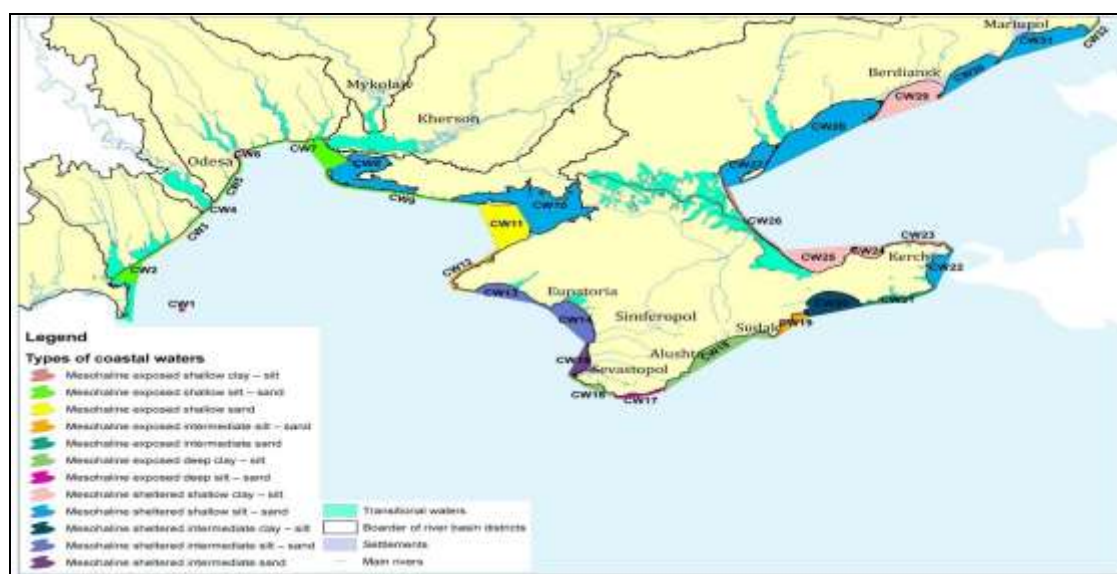 Mariupol
CW32
CW31
Berdiansk
CW30
Mykolaiv
CW29
Kherson
CW28
CW7
CW6
Odesa
CW8
CW27
CW5
CW9
CW10
CW4
CW11
CW26
CW3
CW23
CW24
CW25
Kerch
CW2
CW12
CW22
Eupatoria
CW13
CW21
CW1
CW14
Simferopol
Sudak
CW19
Alushta
CW18
Sevastopol
CW16
CW17
Legend
Types of coastal waters
Mesohaline exposed shallow clay – silt
Mesohaline exposed shallow silt – sand
Mesohaline exposed shallow sand
Mesohaline exposed intermediate silt – sand
Mesohaline exposed intermediate sand
Mesohaline exposed deep clay – silt
Mesohaline exposed deep silt – sand
Mesohaline sheltered shallow clay – silt
Mesohaline sheltered shallow silt – sand
Mesohaline sheltered intermediate clay – silt
Mesohaline sheltered intermediate silt – sand
Mesohaline sheltered intermediate sand
Transitional waters
Boarder of river basin districts
Settlements
Main rivers